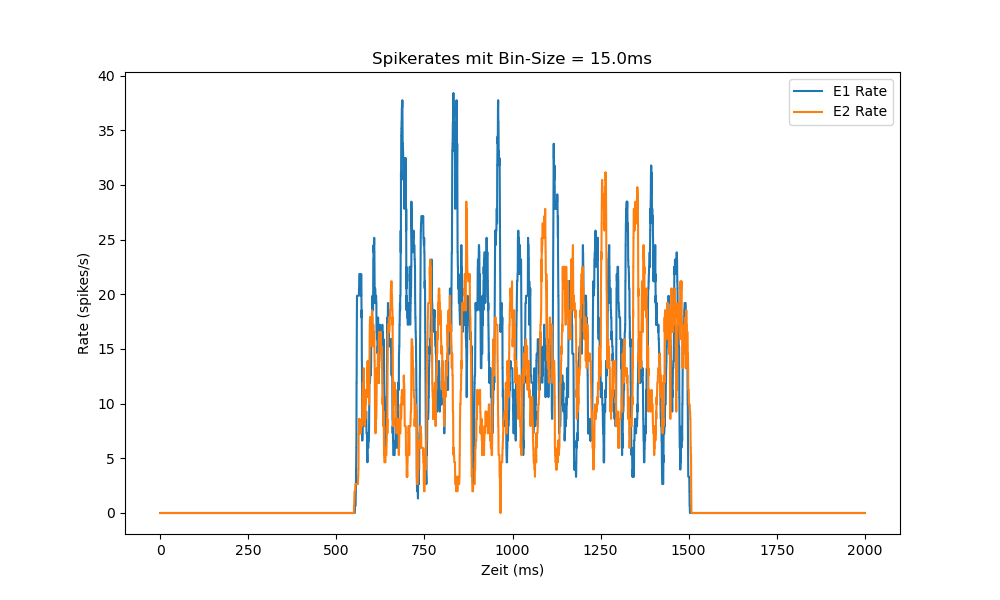 Spikerates mit Bin-Size = 15.0ms
E1 Rate
E2 Rate
Rate (spikes/s)
40
35
30
25
20
15
10
5
0
0 250 500 750 1000 1250 1500 1750 2000
Zeit (ms)